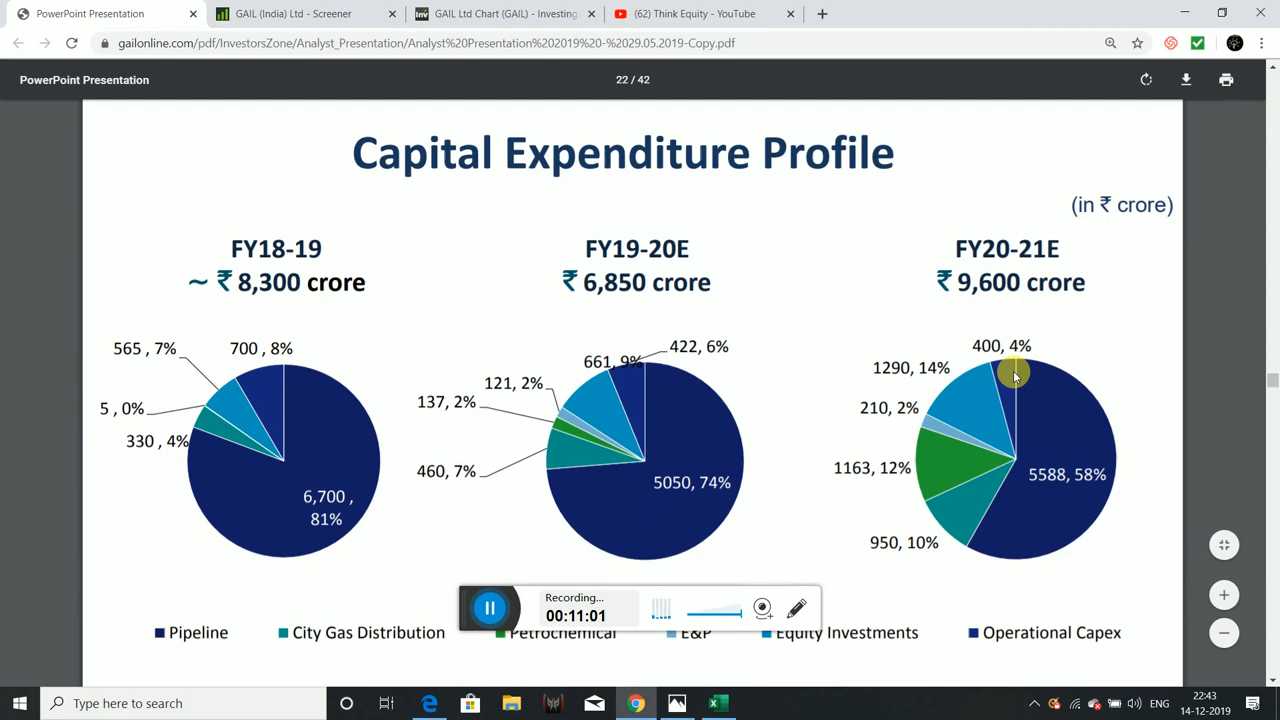 PowerPoint Presentation
GAIL (India) Ltd - Screener
GAIL Ltd Chart (GAIL) - Investing
(62) Think Equity - YouTube
gailonline.com/pdf/InvestorsZone/Analyst_Presentation/Analyst%20Presentation%202019%20-%2029.05.2019-Copy.pdf
PowerPoint Presentation
22 / 42
Capital Expenditure Profile
(in ₹ crore)
FY18-19
~ ₹ 8,300 crore
FY19-20E
₹ 6,850 crore
FY20-21E
₹ 9,600 crore
565 , 7%
700 , 8%
5 , 0%
330 , 4%
6,700 ,
81%
422, 6%
661, 9%
121, 2%
137, 2%
460, 7%
5050, 74%
400, 4%
1290, 14%
210, 2%
1163, 12%
950, 10%
5588, 58%
Recording...
00:11:01
Pipeline
City Gas Distribution
Petrochemical
E&P
Equity Investments
Operational Capex
Type here to search
ENG
22:43
14-12-2019